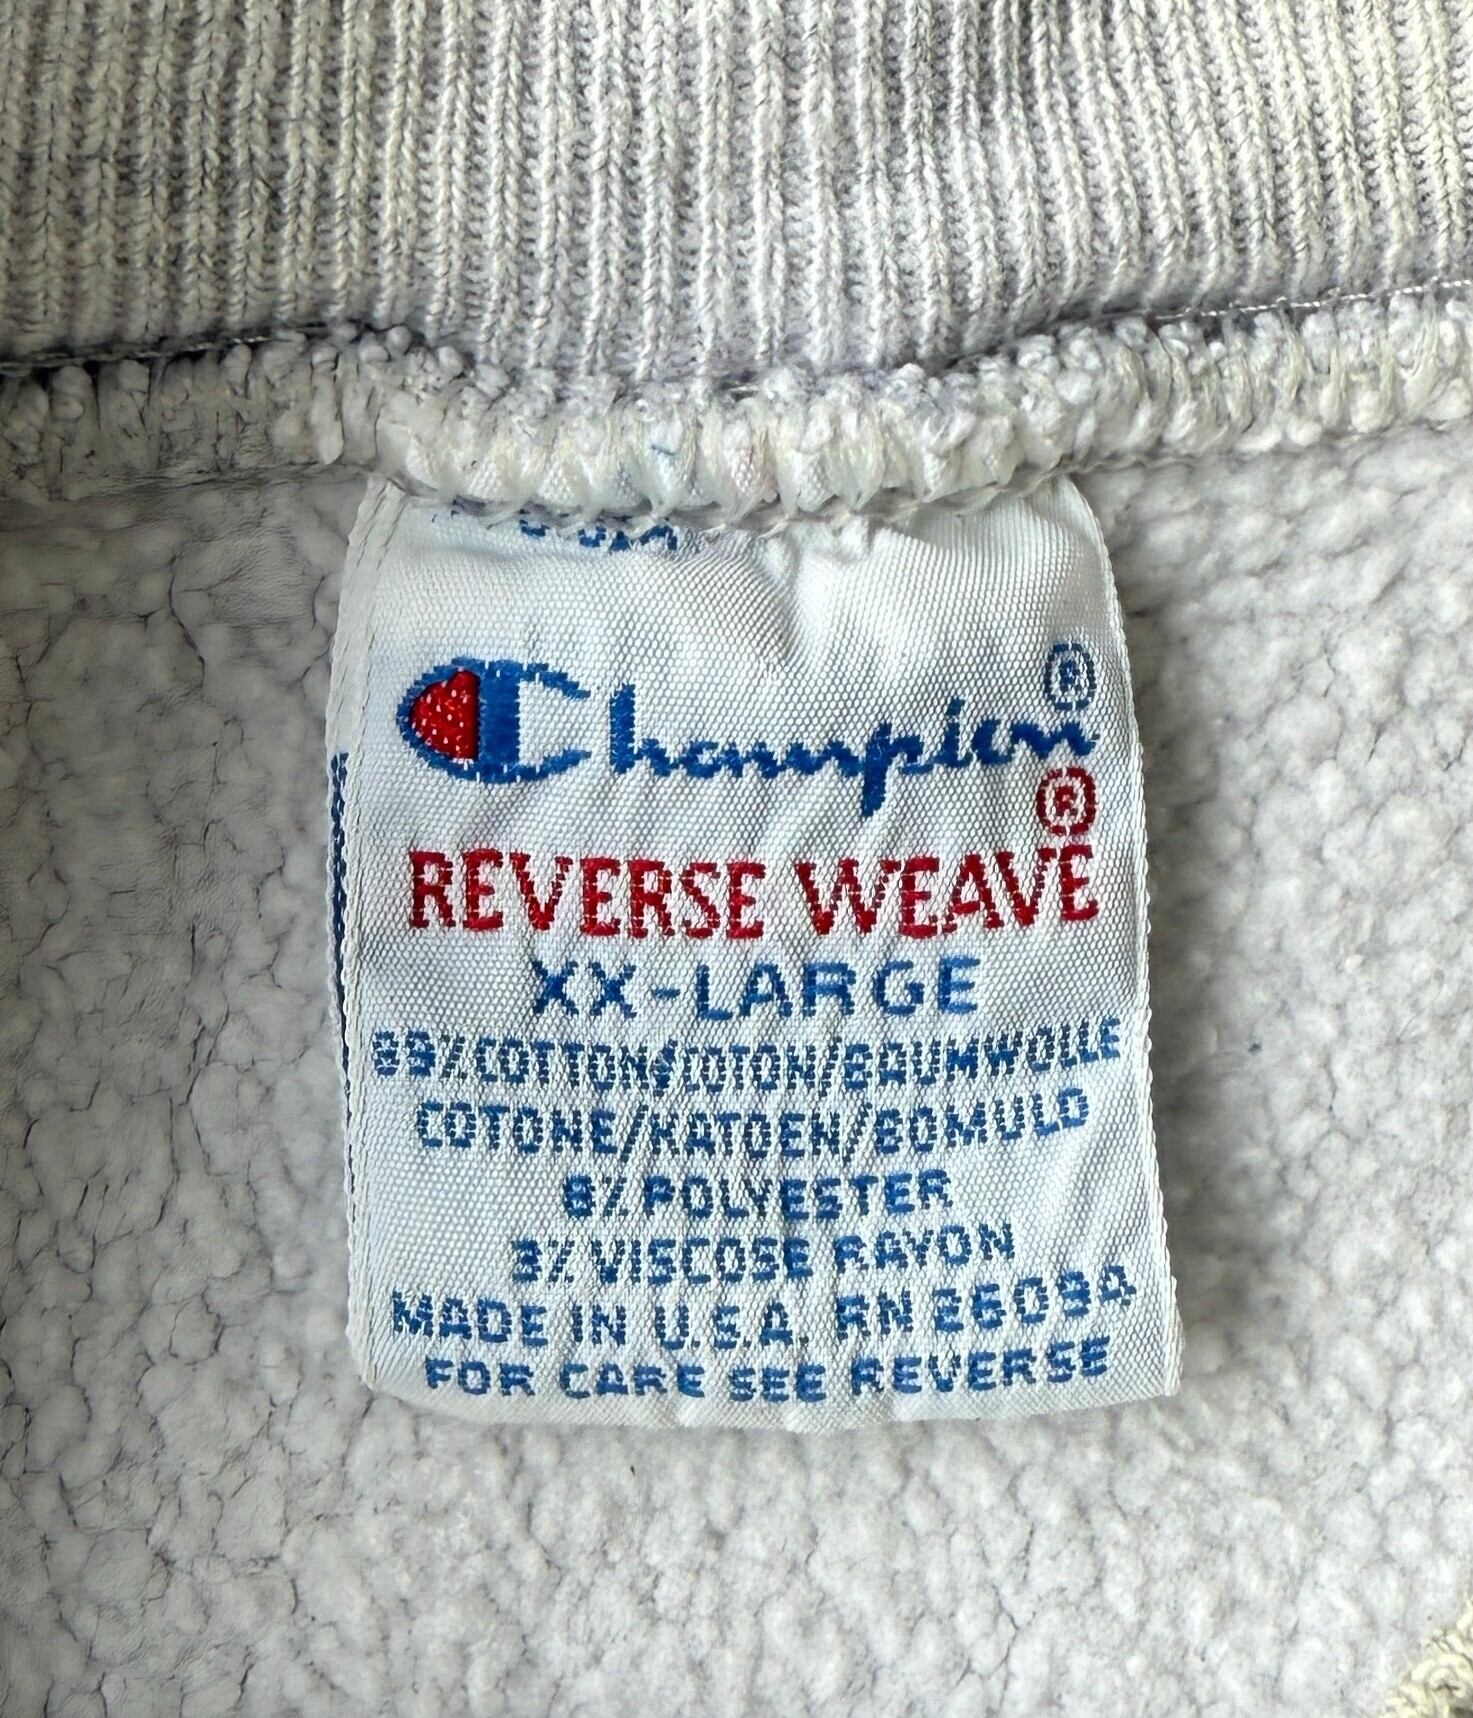 Champion®
®
REVERSE WEAVE
XX-LARGE
89% COTTON/COTON/BAUMWOLLE
COTONE/KATOEN/BOMULD
8% POLYESTER
3% VISCOSE RAYON
MADE IN U.S.A. RN 26094
FOR CARE SEE REVERSE